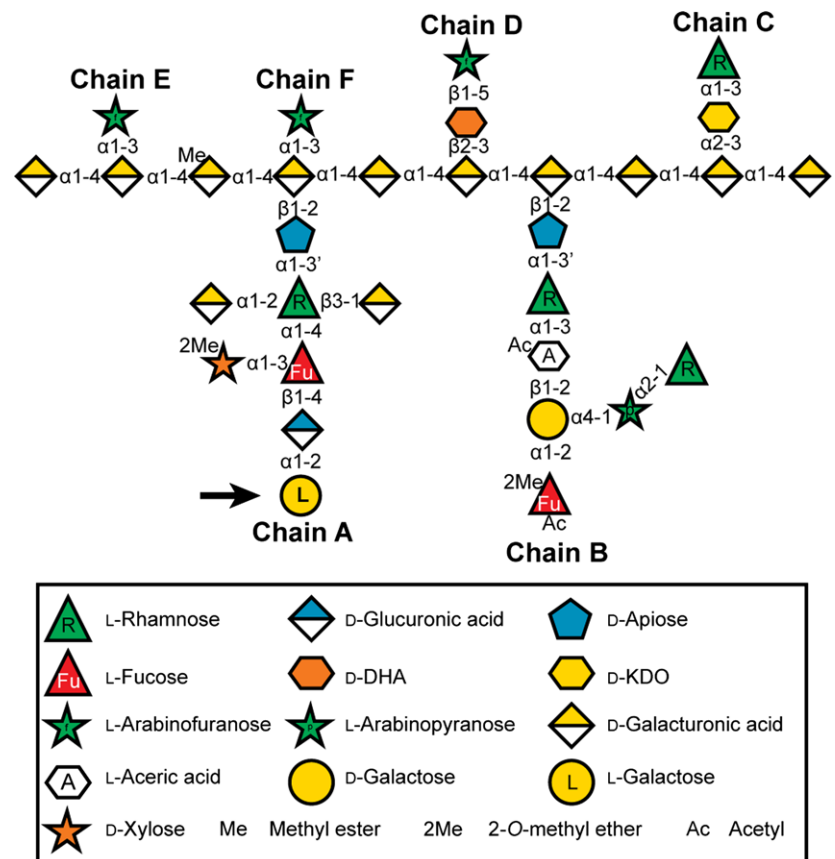 Chain D
Chain C
Chain E
Chain F
f
R
f
f
β1-5
α1-3
α1-3
α1-3
β2-3
α2-3
Me
α1-4 α1-4 α1-4 α1-4 α1-4 α1-4 α1-4 α1-4 α1-4
β1-2
β1-2
α1-3’
α1-3’
α1-2 R β3-1
R
α1-4
α1-3
2Me
α1-3 Fu
Ac A
R
β1-4
β1-2
α2-1
α4-1 p
α1-2
α1-2
L
2Me
Fu
Ac
Chain A
Chain B
R L-Rhamnose D-Glucuronic acid D-Apiose
Fu L-Fucose D-DHA D-KDO
f L-Arabinofuranose p L-Arabinopyranose D-Galacturonic acid
A L-Aceric acid D-Galactose L L-Galactose
D-Xylose Me Methyl ester 2Me 2-O-methyl ether Ac Acetyl